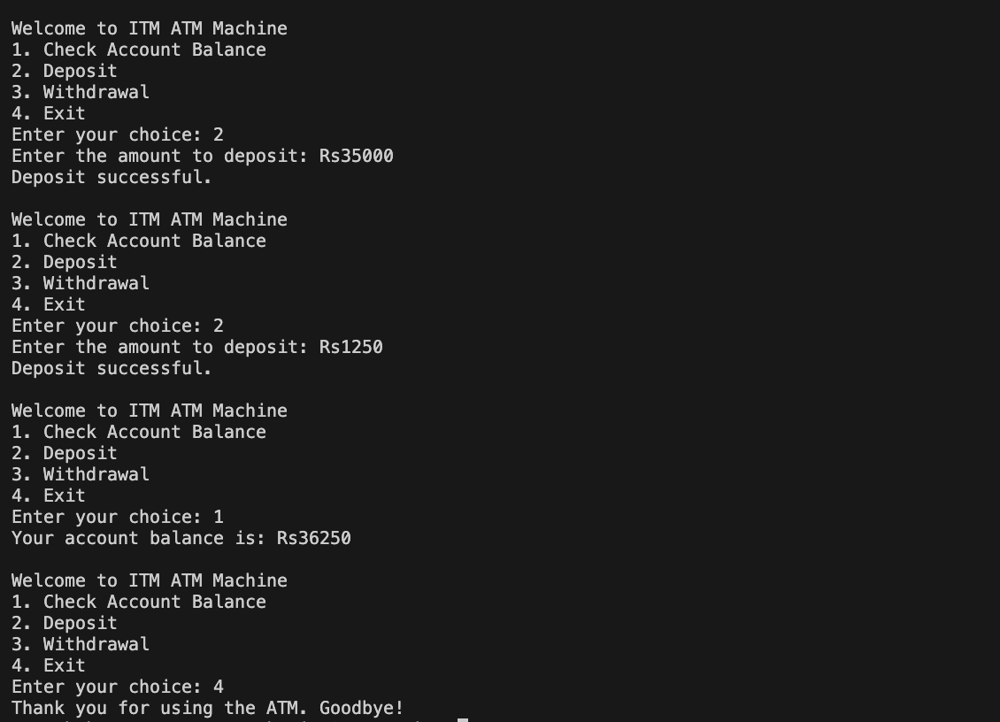 Welcome to ITM ATM Machine
1. Check Account Balance
2. Deposit
3. Withdrawal
4. Exit
Enter your choice: 2
Enter the amount to deposit: Rs35000
Deposit successful.
Welcome to ITM ATM Machine
1. Check Account Balance
2. Deposit
3. Withdrawal
4. Exit
Enter your choice: 2
Enter the amount to deposit: Rs1250
Deposit successful.
Welcome to ITM ATM Machine
1. Check Account Balance
2. Deposit
3. Withdrawal
4. Exit
Enter your choice: 1
Your account balance is: Rs36250
Welcome to ITM ATM Machine
1. Check Account Balance
2. Deposit
3. Withdrawal
4. Exit
Enter your choice: 4
Thank you for using the ATM. Goodbye!